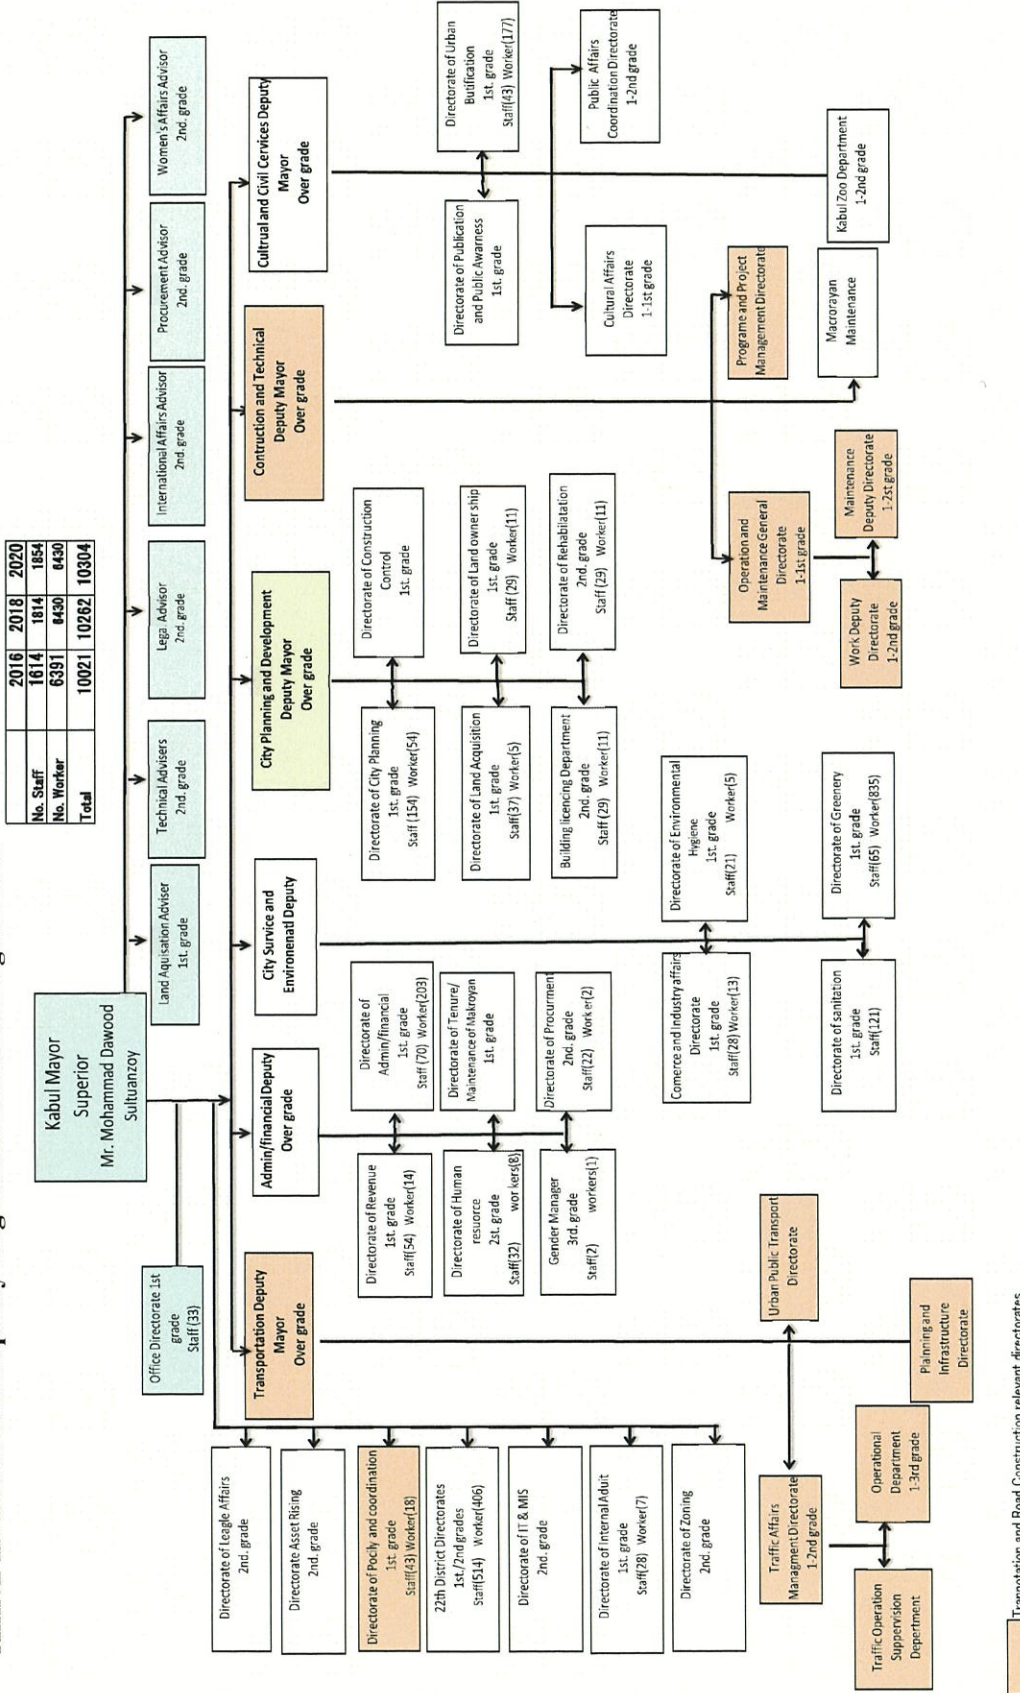 2016 2018 2020
No. Staff 1614 1814 1854
No. Worker 6391 8430 8430
Total 10021 10262 10304
Kabul Mayor
Superior
Mr. Mohammad Dawood
Sultuanzoy
Office Directorate 1st
grade
Staff (33)
Land Aquisation Adviser
1st. grade
Technical Advisers
2nd. grade
Lega. Advisor
2nd. grade
International Affairs Advisor
2nd. grade
Procurement Advisor
2nd. grade
Women's Affairs Advisor
2nd. grade
Transportation Deputy
Mayor
Over grade
Admin/financial Deputy
Over grade
City Service and
Environenatl Deputy
City Planning and Development
Deputy Mayor
Over grade
Contruction and Technical
Deputy Mayor
Over grade
Cultrual and Civil Cervices Deputy
Mayor
Over grade
Directorate of Leagle Affairs
2nd. grade
Directorate Asset Rising
2nd. grade
Directorate of Pocily and coordination
1st. grade
Staff(43) Worker(18)
22th District Directorates
1st./2nd grades
Staff(514) Worker(406)
Directorate of IT & MIS
2nd. grade
Directorate of Internal Aduit
1st. grade
Staff(28) Worker(7)
Directorate of Zoning
2nd. grade
Traffic Affairs
Managment Directorate
1-2nd grade
Urban Public Transport
Directorate
Traffic Operation
Suppervision
Depertment
Operational
Department
1-3rd grade
Plalnning and
Infrastructure
Directorate
Directorate of Revenue
1st. grade
Staff(54) Worker(14)
Directorate of
Admin/financial
1st. grade
Staff (70) Worker(203)
Directorate of Human
resuorce
2st. grade
Staff(32) wor kers(8)
Directorate of Tenure/
Maintenance of Makroyan
1st. grade
Gender Manager
3rd. grade
Staff(2) workers(1)
Directorate of Procurment
2nd. grade
Staff(22) Work er(2)
Comerce and Industry affairs
Directorate
1st. grade
Staff(28) Worker(13)
Directorate of Environmental
Hygiene
1st. grade
Staff(21) Worker(5)
Directorate of sanitation
1st. grade
Staff(121)
Directorate of Greenery
1st. grade
Staff(65) Worker(835)
Directorate of City Planning
1st. grade
Staff (154) Worker(54)
Directorate of Construction
Control
1st. grade
Directorate of Land Acquisition
1st. grade
Staff(37) Worker(5)
Directorate of Land owner ship
1st. grade
Staff (29) Worker(11)
Building licencing Department
2nd. grade
Staff (29) Worker(11)
Directorate of Rehabilatation
2nd. grade
Staff (29) Worker(11)
Operation and
Maintenance General
Directorate
1-1st grade
Programe and Project
Management Directorate
Work Deputy
Directorate
1-2nd grade
Maintenance
Deputy Directorate
1-2st grade
Macrorayan
Maintenance
Directorate of Publication
and Public Awarness
1st. grade
Directorate of Urban
Butification
1st. grade
Staff(43) Worker(177)
Cultural Affairs
Directorate
1-1st grade
Public Affairs
Coordination Directorate
1-2nd grade
Kabul Zoo Department
1-2nd grade
Tranpotation and Road Construction relevant directorates